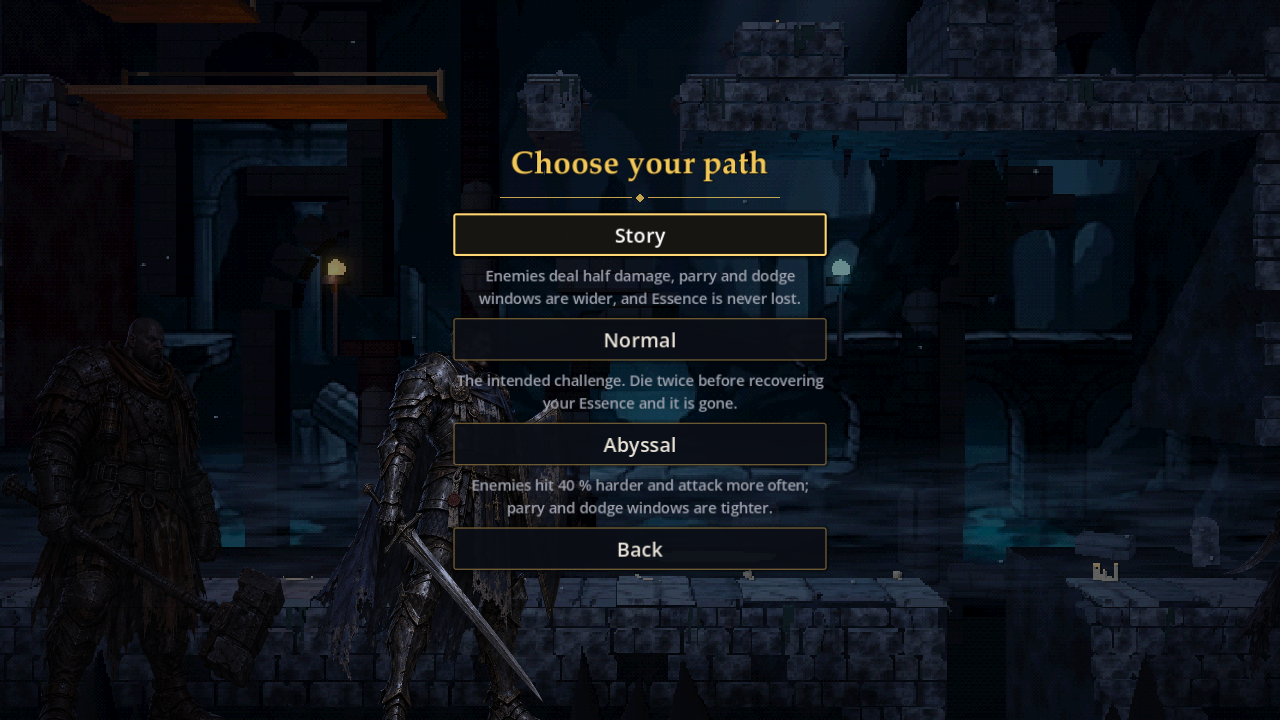 Choose your path
Story
Enemies deal half damage, parry and dodge
windows are wider, and Essence is never lost.
Normal
The intended challenge. Die twice before recovering
your Essence and it is gone.
Abyssal
Enemies hit 40 % harder and attack more often;
parry and dodge windows are tighter.
Back